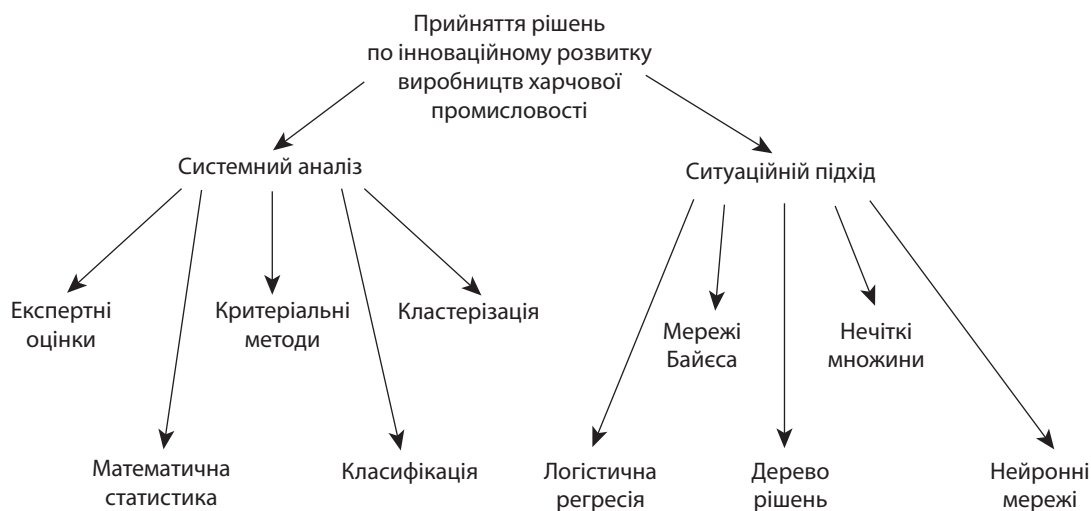 Прийняття рішень
по інноваційному розвитку
виробництв харчової
промисловості
Системний аналіз
Ситуаційній підхід
Експертні
оцінки
Критеріальні
методи
Кластерізація
Мережі
Байєса
Нечіткі
множини
Математична
статистика
Класифікація
Логістична
регресія
Дерево
рішень
Нейронні
мережі